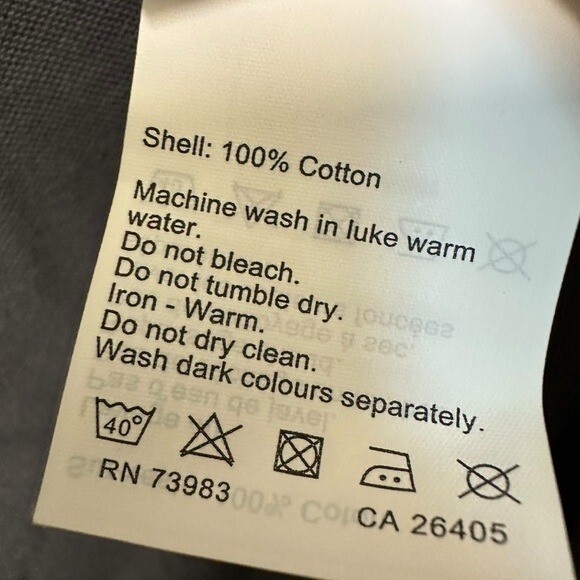 Shell: 100% Cotton
Machine wash in luke warm
water.
Do not bleach.
Do not tumble dry.
Iron - Warm.
Do not dry clean.
Wash dark colours separately.
40°
RN 73983
CA 26405